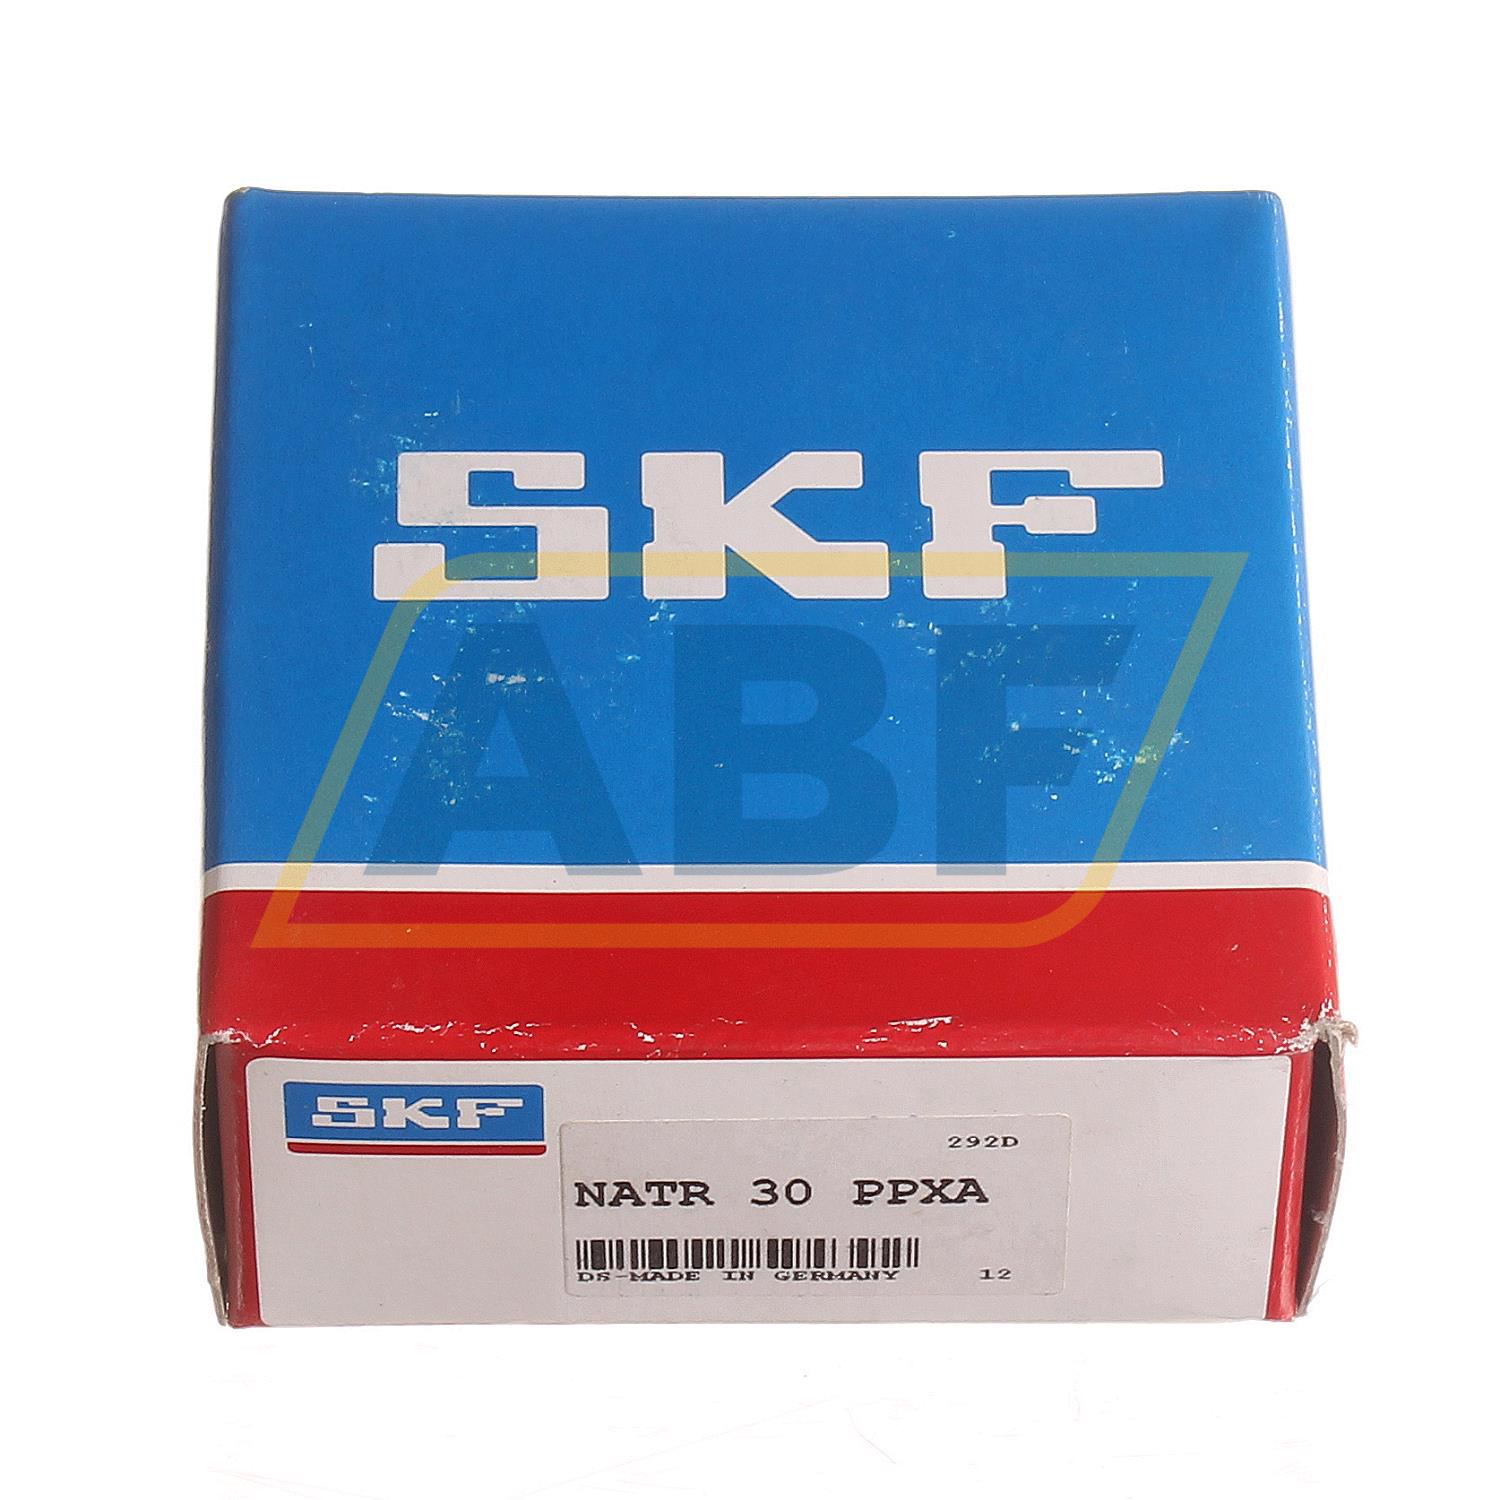 SKF
ABF
SKF
292D
NATR 30 PPXA
DS-MADE IN GERMANY 12